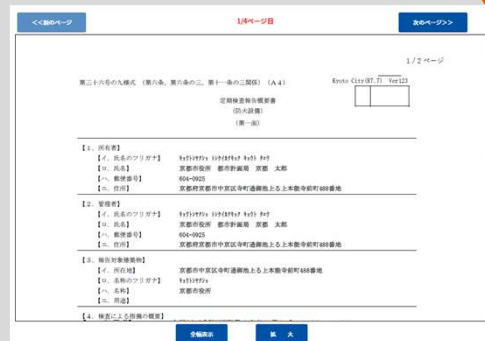 <<前のページ
1/4ページ目
次のページ>>
1/2 ページ
第三十六号の九様式 (第六条、第六条の三、第十一条の三関係) (A4)
Kyoto City(R7.7) Ver123
定期検査報告概要書
(防火設備)
(第一面)
【1. 所有者】
【イ. 氏名のフリガナ】
【ロ. 氏名】 京都市役所 都市計画局 京都 太郎
【ハ. 郵便番号】 604-0925
【ニ. 住所】 京都府京都市中京区寺町通御池上る上本能寺前町488番地
【2. 管理者】
【イ. 氏名のフリガナ】
【ロ. 氏名】 京都市役所 都市計画局 京都 太郎
【ハ. 郵便番号】 604-0925
【ニ. 住所】 京都府京都市中京区寺町通御池上る上本能寺前町488番地
【3. 報告対象建築物】
【イ. 所在地】 京都市中京区寺町通御池上る上本能寺前町488番地
【ロ. 名称のフリガナ】 キョウトシヤクショ
【ハ. 名称】 京都市役所
【ニ. 用途】
【4. 検査による指摘の概要】
全幅表示
拡 大